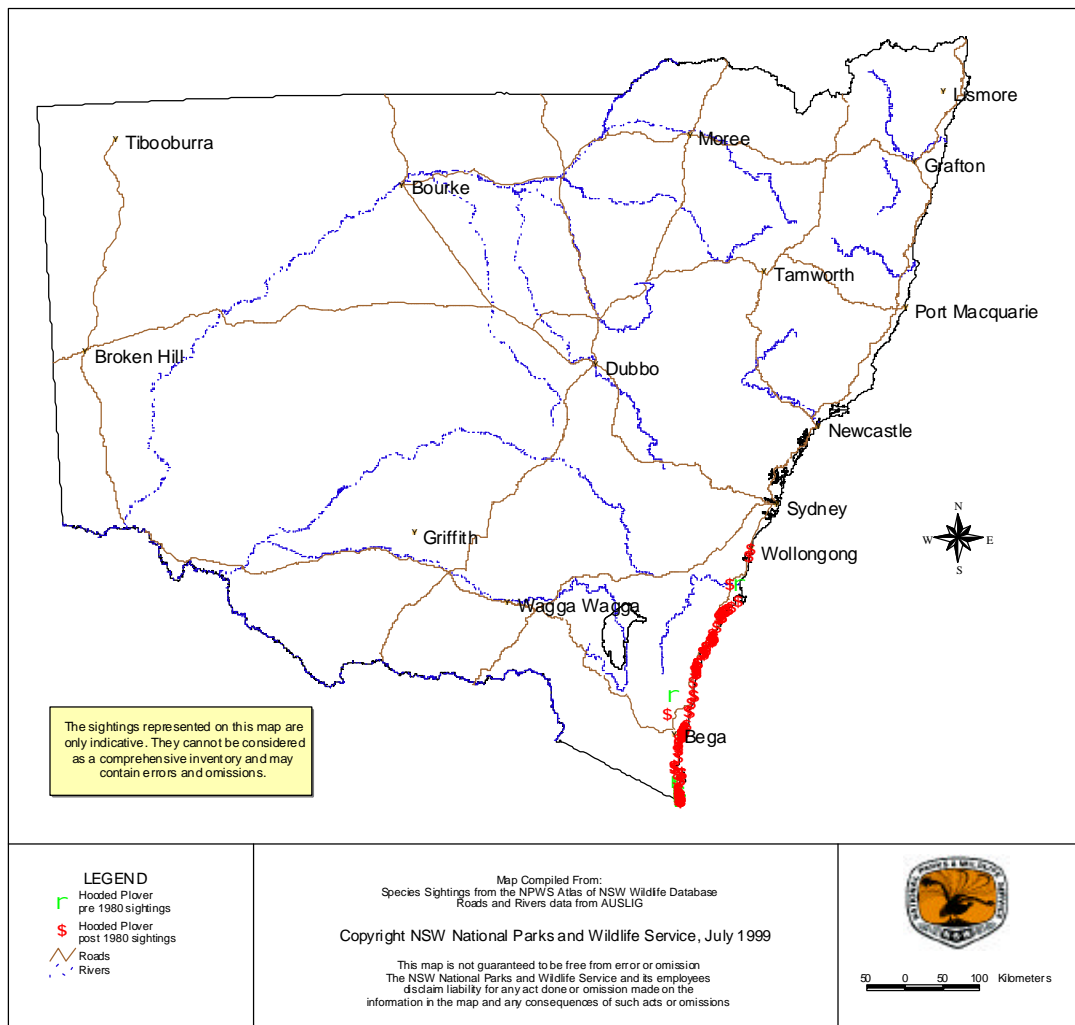 Lismore
Tibooburra
Moree
Grafton
Bourke
Tamworth
Port Macquarie
Broken Hill
Dubbo
Newcastle
Sydney
N
W E
S
Griffith
Wollongong
Wagga Wagga
Bega
The sightings represented on this map are
only indicative. They cannot be considered
as a comprehensive inventory and may
contain errors and omissions.
LEGEND
r Hooded Plover
pre 1980 sightings
$ Hooded Plover
post 1980 sightings
Roads
Rivers
Map Compiled From:
Species Sightings from the NPWS Atlas of NSW Wildlife Database
Roads and Rivers data from AUSLIG
Copyright NSW National Parks and Wildlife Service, July 1999
This map is not guaranteed to be free from error or omission
The NSW National Parks and Wildlife Service and its employees
disclaim liability for any act done or omission made on the
information in the map and any consequences of such acts or omissions
NATIONAL PARKS & WILDLIFE SERVICE
50 0 50 100 Kilometers